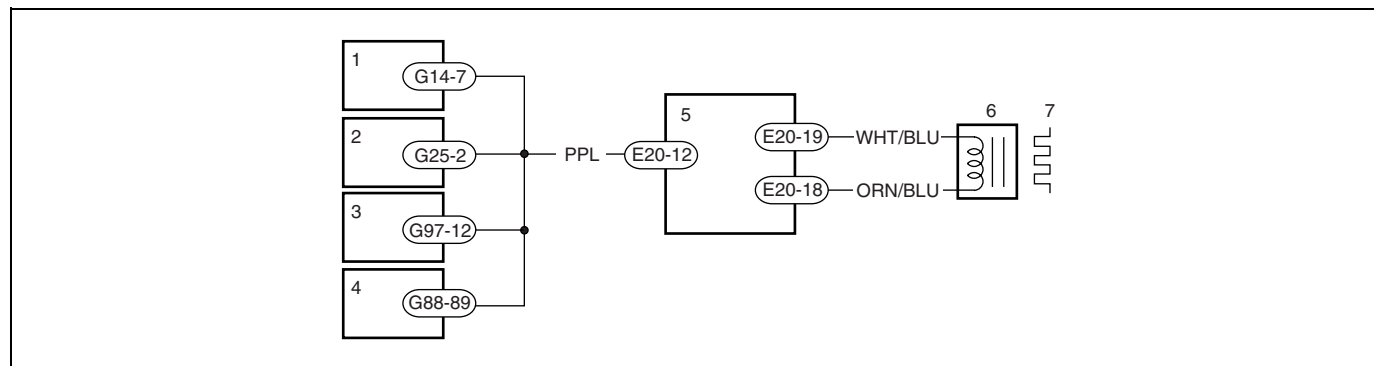 1
G14-7
2
G25-2
3
G97-12
4
G88-89
PPL
E20-12
5
E20-19
WHT/BLU
E20-18
ORN/BLU
6
7